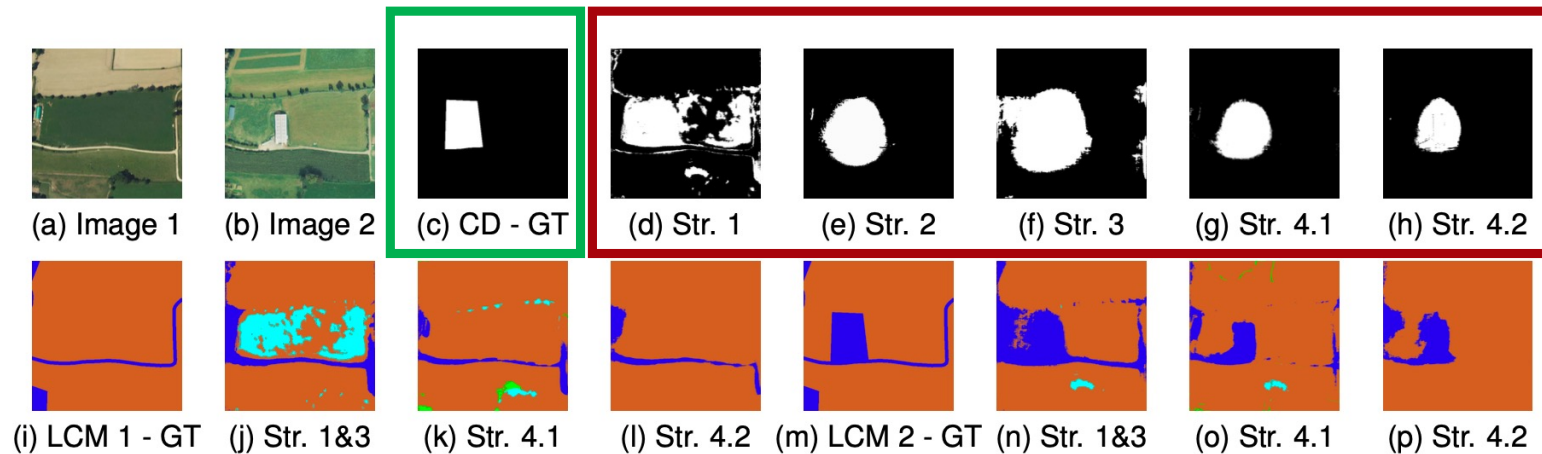 (a) Image 1 (b) Image 2 (c) CD - GT (d) Str. 1 (e) Str. 2 (f) Str. 3 (g) Str. 4.1 (h) Str. 4.2
(i) LCM 1 - GT (j) Str. 1&3 (k) Str. 4.1 (l) Str. 4.2 (m) LCM 2 - GT (n) Str. 1&3 (o) Str. 4.1 (p) Str. 4.2